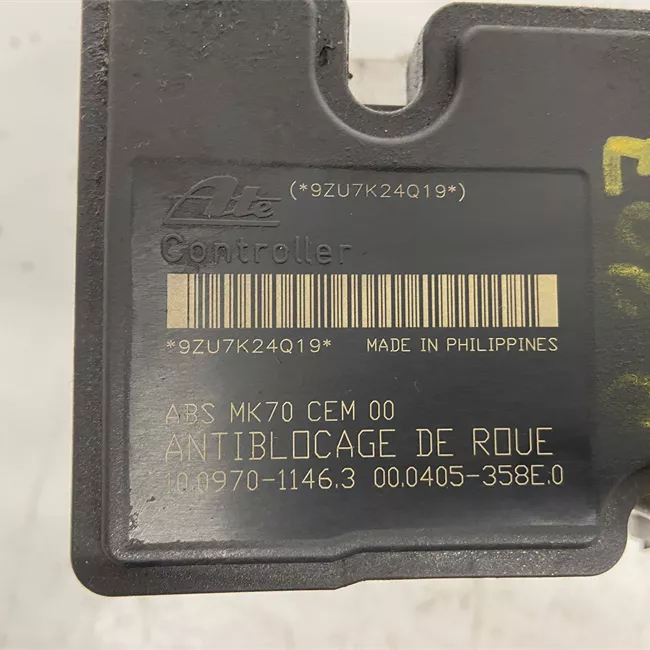 Ate (*9ZU7K24Q19*)
Controller
*9ZU7K24Q19* MADE IN PHILIPPINES
ABS MK70 CEM 00
ANTIBLOCAGE DE ROUE
10.0970-1146.3 00.0405-358E.0